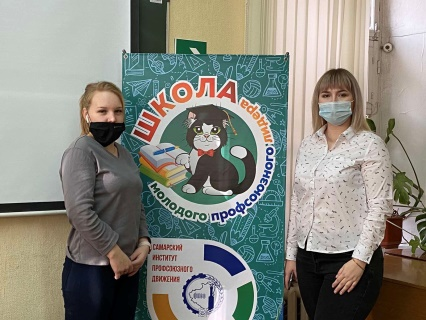 ШКОЛА
молодого профсоюзного лидера
САМАРСКИЙ
ИНСТИТУТ
ПРОФСОЮЗНОГО
ДВИЖЕНИЯ